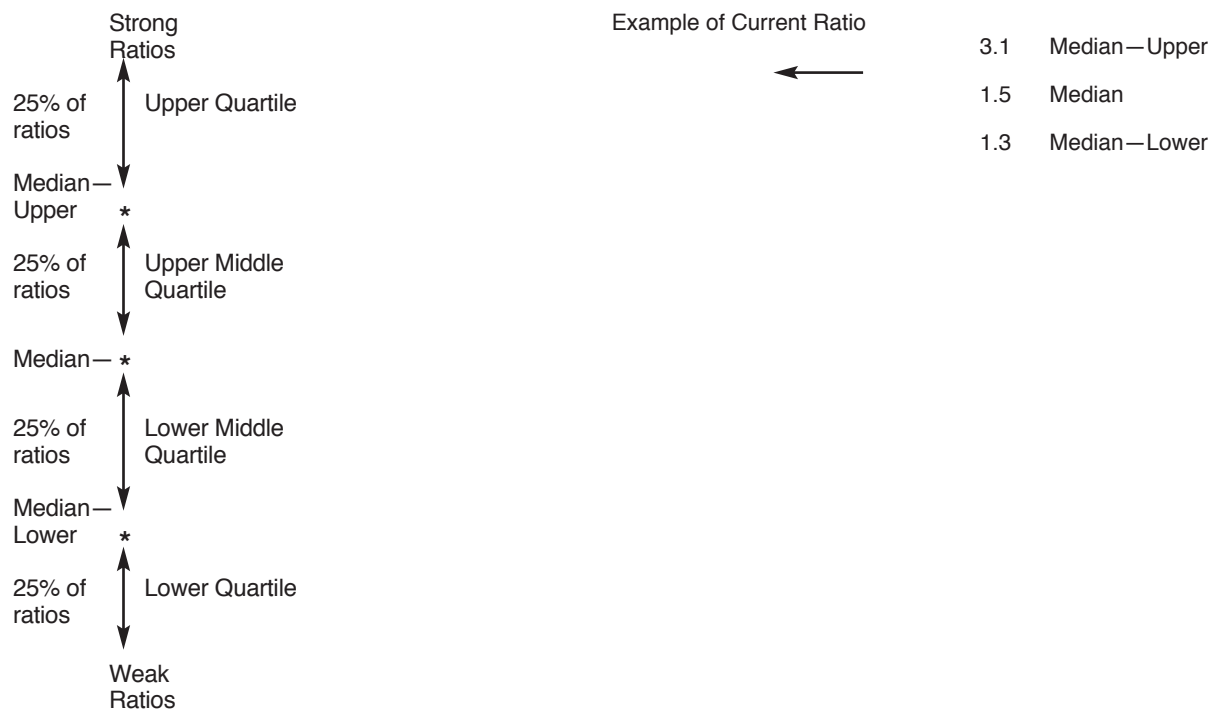 Strong
Ratios
25% of
ratios
Upper Quartile
Median—
Upper
*
25% of
ratios
Upper Middle
Quartile
Median—
*
25% of
ratios
Lower Middle
Quartile
Median—
Lower
*
25% of
ratios
Lower Quartile
Weak
Ratios
Example of Current Ratio
3.1 Median—Upper
1.5 Median
1.3 Median—Lower